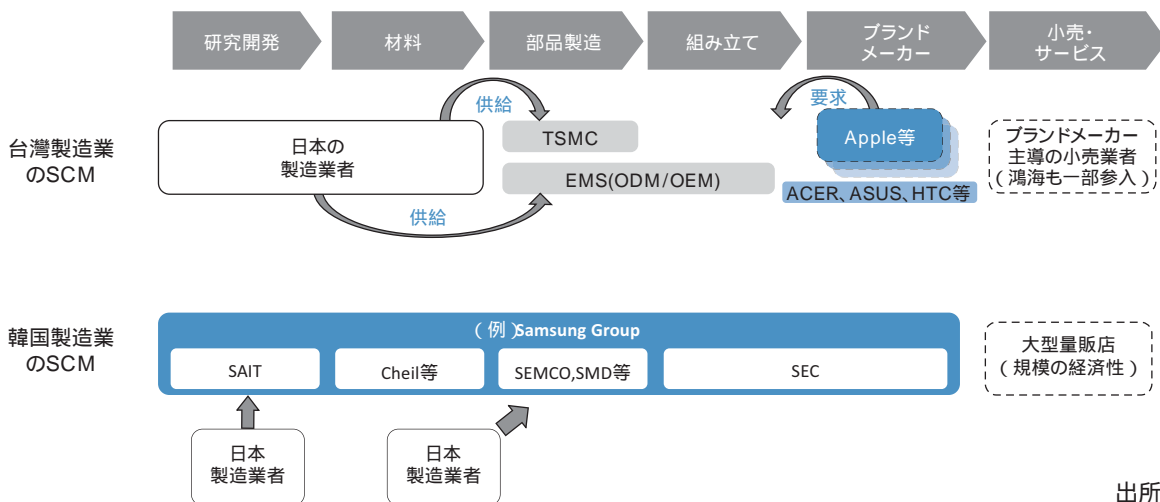 研究開発
材料
部品製造
組み立て
ブランド
メーカー
小売・
サービス
台湾製造業
のSCM
供給
日本の
製造業者
供給
TSMC
EMS(ODM/OEM)
要求
Apple等
ACER、ASUS、HTC等
ブランドメーカー
主導の小売業者
(鴻海も一部参入)
韓国製造業
のSCM
(例)Samsung Group
SAIT
Cheil等
SEMCO,SMD等
SEC
大型量販店
(規模の経済性)
日本
製造業者
日本
製造業者
出所